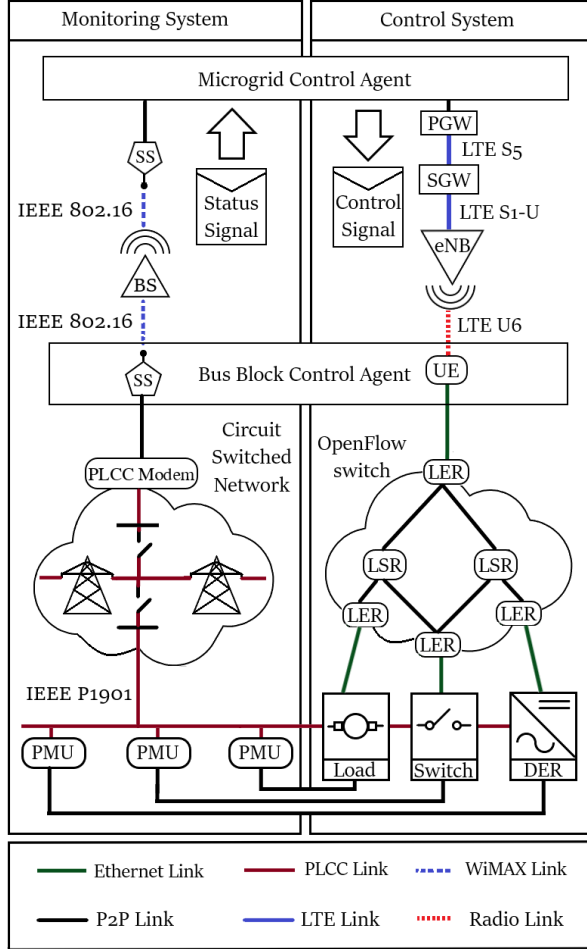 Monitoring System
Control System
Microgrid Control Agent
PGW
SS
LTE S5
SGW
IEEE 802.16
Status
Signal
Control
Signal
LTE S1-U
eNB
BS
IEEE 802.16
LTE U6
SS
Bus Block Control Agent
UE
Circuit
Switched
Network
OpenFlow
switch
PLCC Modem
LER
LSR
LSR
LER
LER
LER
IEEE P1901
PMU
PMU
PMU
Load
Switch
DER
Ethernet Link
PLCC Link
WiMAX Link
P2P Link
LTE Link
Radio Link